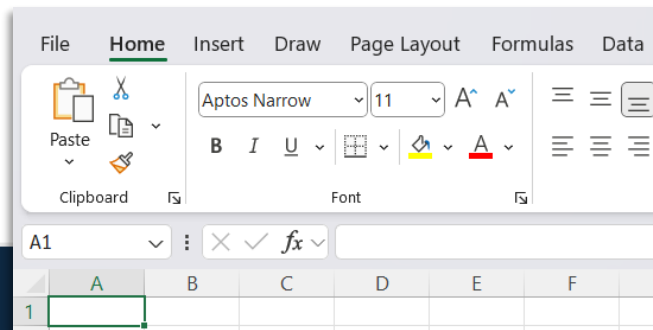 File Home Insert Draw Page Layout Formulas Data
Aptos Narrow 11 A A
Paste
B I U A
Clipboard Font
A1 fx
A B C D E F
1